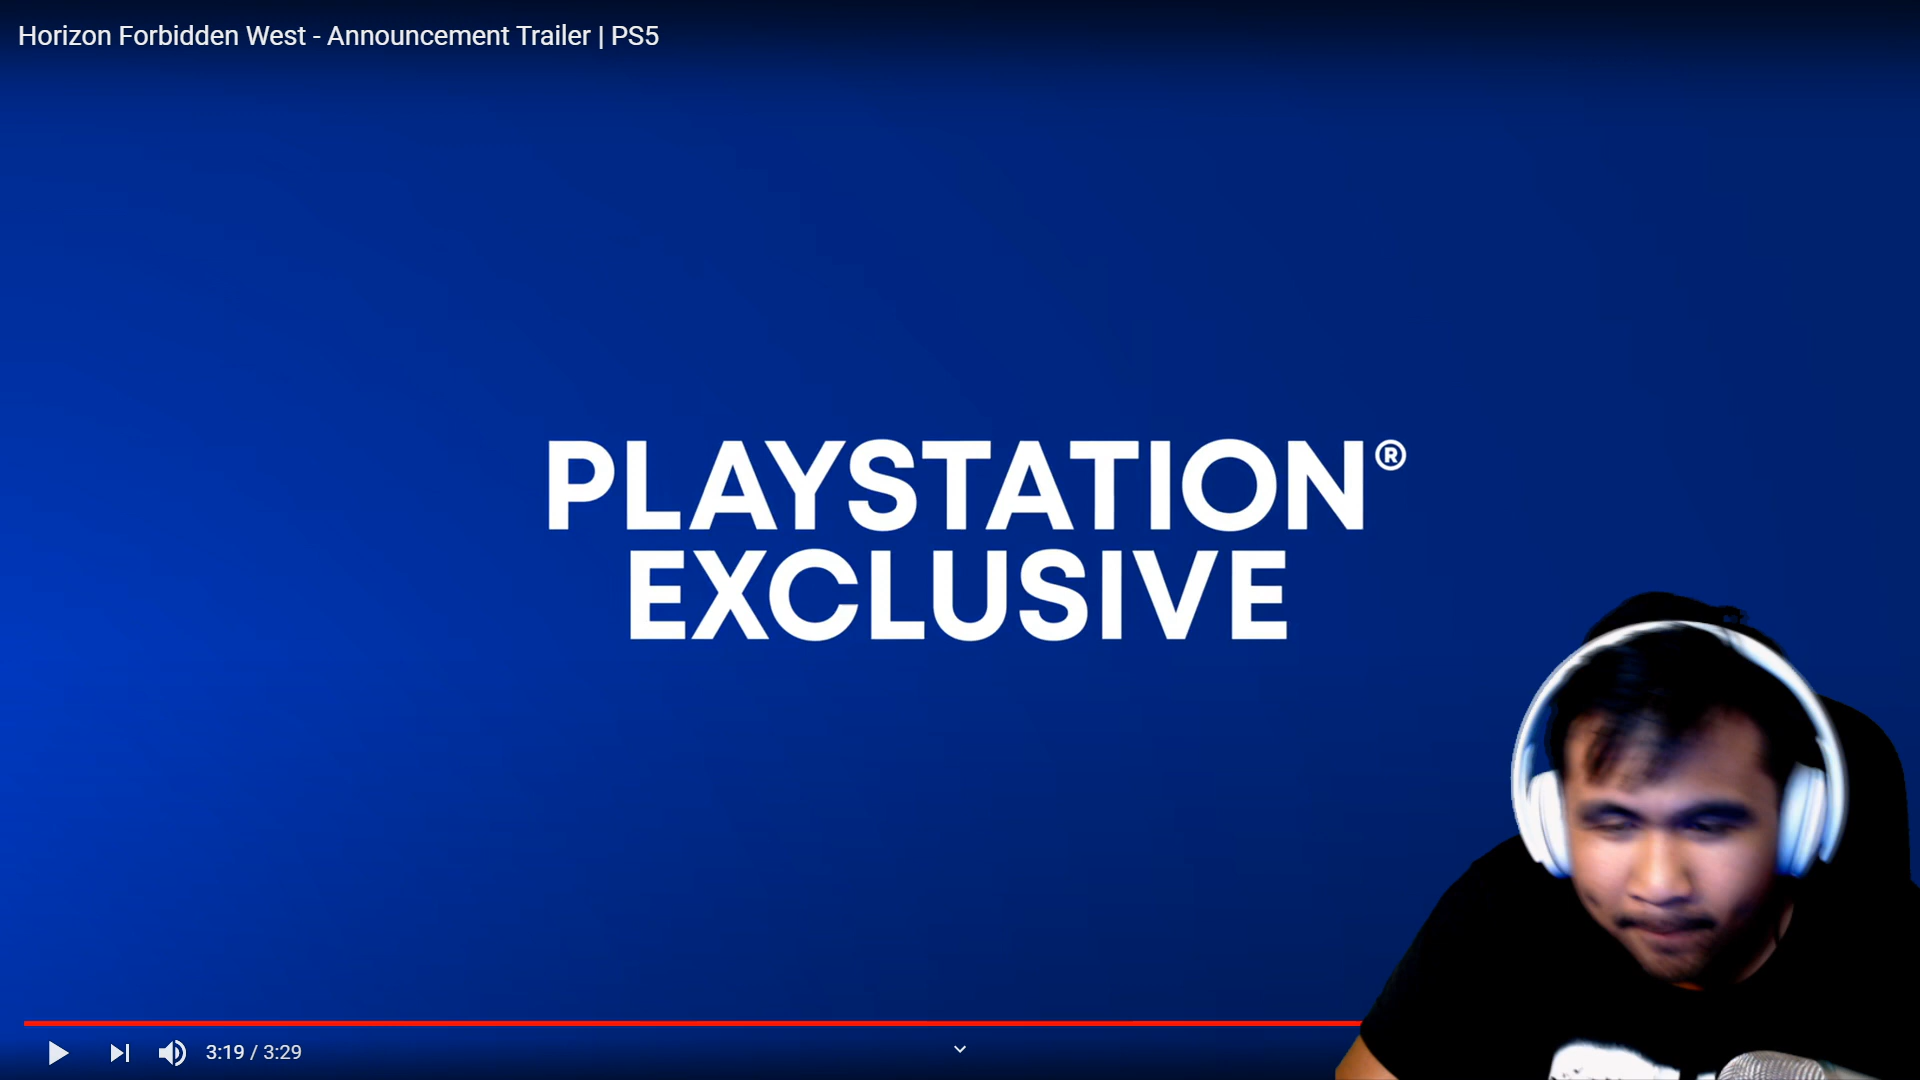 Horizon Forbidden West - Announcement Trailer | PS5
PLAYSTATION®
EXCLUSIVE
3:19 / 3:29